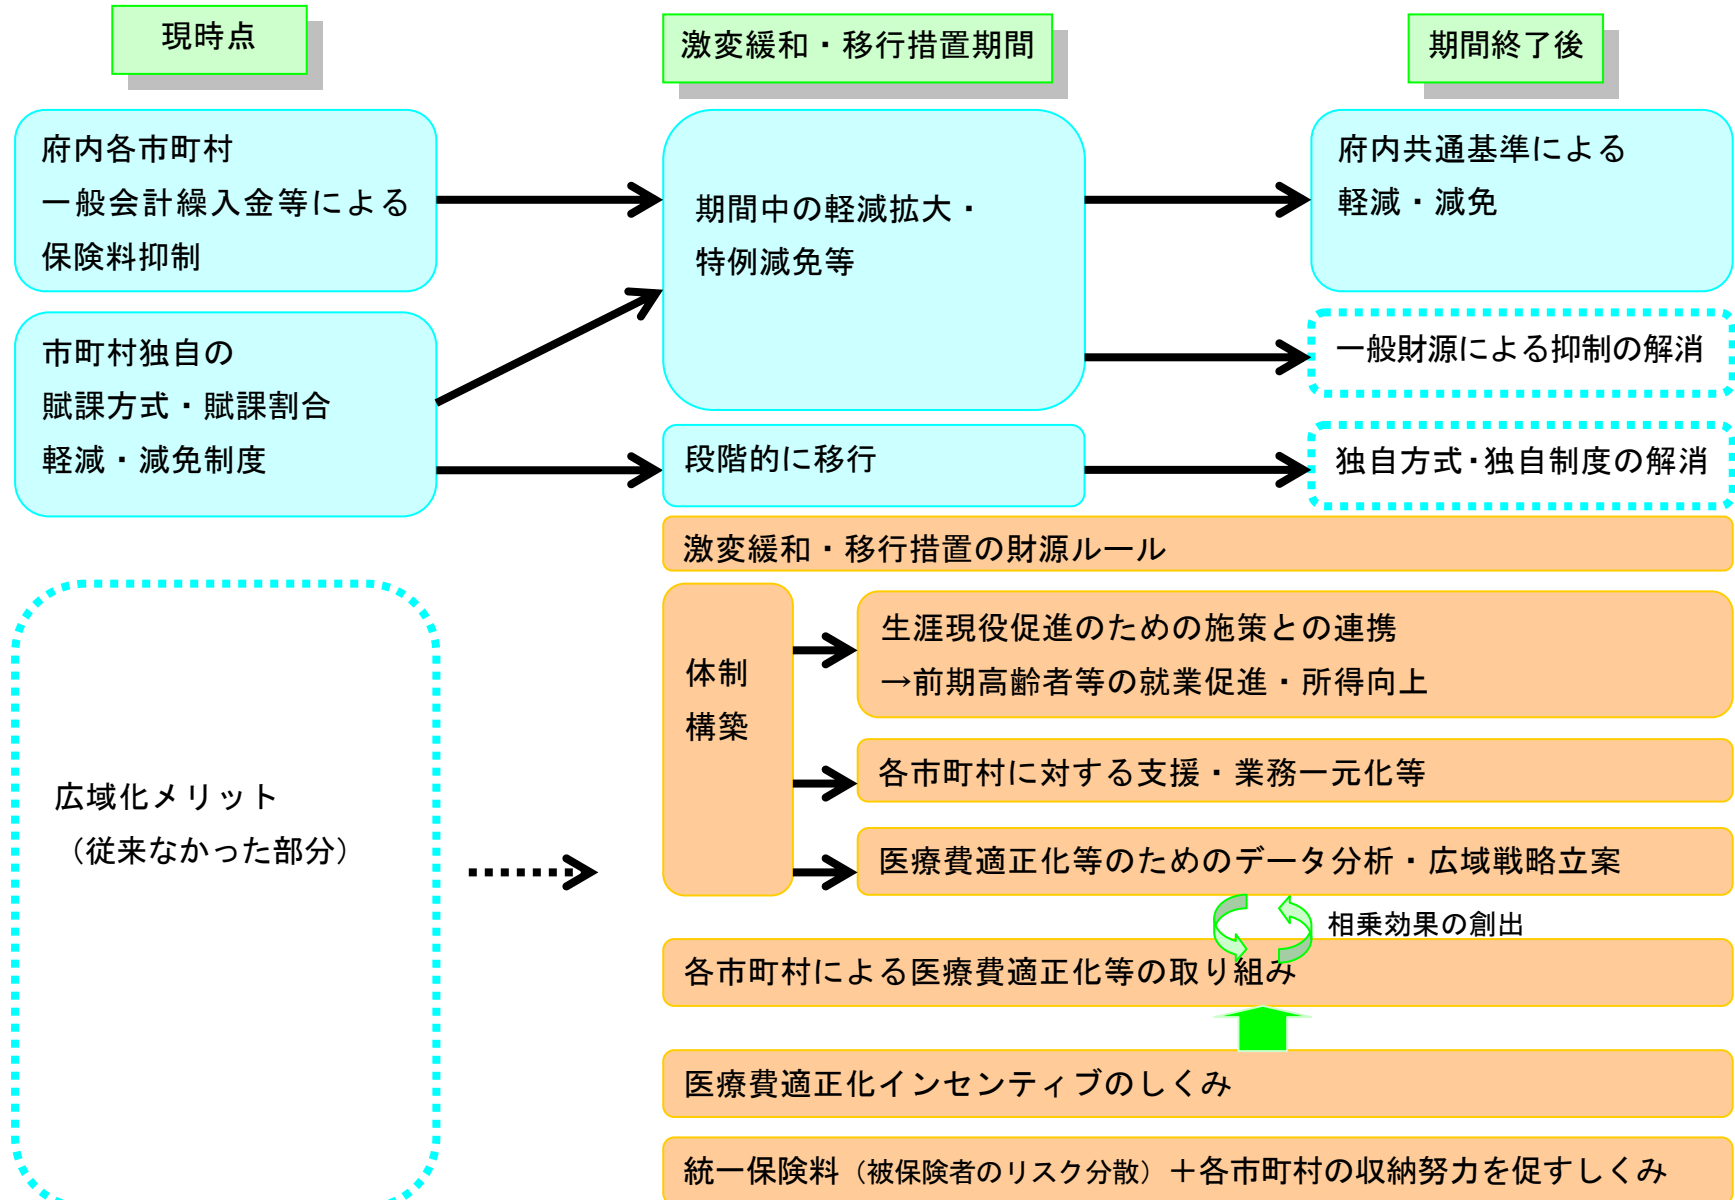 現時点
激変緩和・移行措置期間
期間終了後
府内各市町村
一般会計繰入金等による
保険料抑制
期間中の軽減拡大・
特例減免等
府内共通基準による
軽減・減免
市町村独自の
賦課方式・賦課割合
軽減・減免制度
一般財源による抑制の解消
段階的に移行
独自方式・独自制度の解消
激変緩和・移行措置の財源ルール
広域化メリット
（従来なかった部分）
体制
構築
生涯現役促進のための施策との連携
→前期高齢者等の就業促進・所得向上
各市町村に対する支援・業務一元化等
医療費適正化等のためのデータ分析・広域戦略立案
相乗効果の創出
各市町村による医療費適正化等の取り組み
医療費適正化インセンティブのしくみ
統一保険料（被保険者のリスク分散）＋各市町村の収納努力を促すしくみ